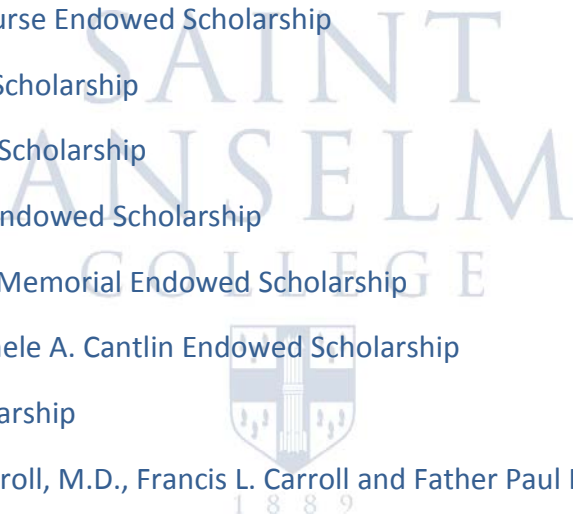 urse Endowed Scholarship
SAINT
Scholarship
ANSELM
Scholarship
ndowed Scholarship
COLLEGE
Memorial Endowed Scholarship
ele A. Cantlin Endowed Scholarship
arship
roll, M.D., Francis L. Carroll and Father Paul
1889